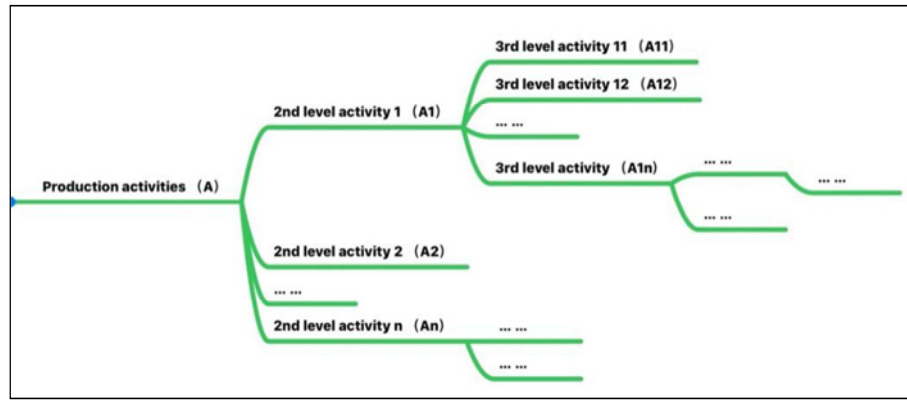 3rd level activity 11 （A11）
3rd level activity 12 （A12）
2nd level activity 1 （A1）
... ...
3rd level activity （A1n）
... ...
... ...
Production activities （A）
... ...
2nd level activity 2 （A2）
... ...
2nd level activity n （An）
... ...
... ...